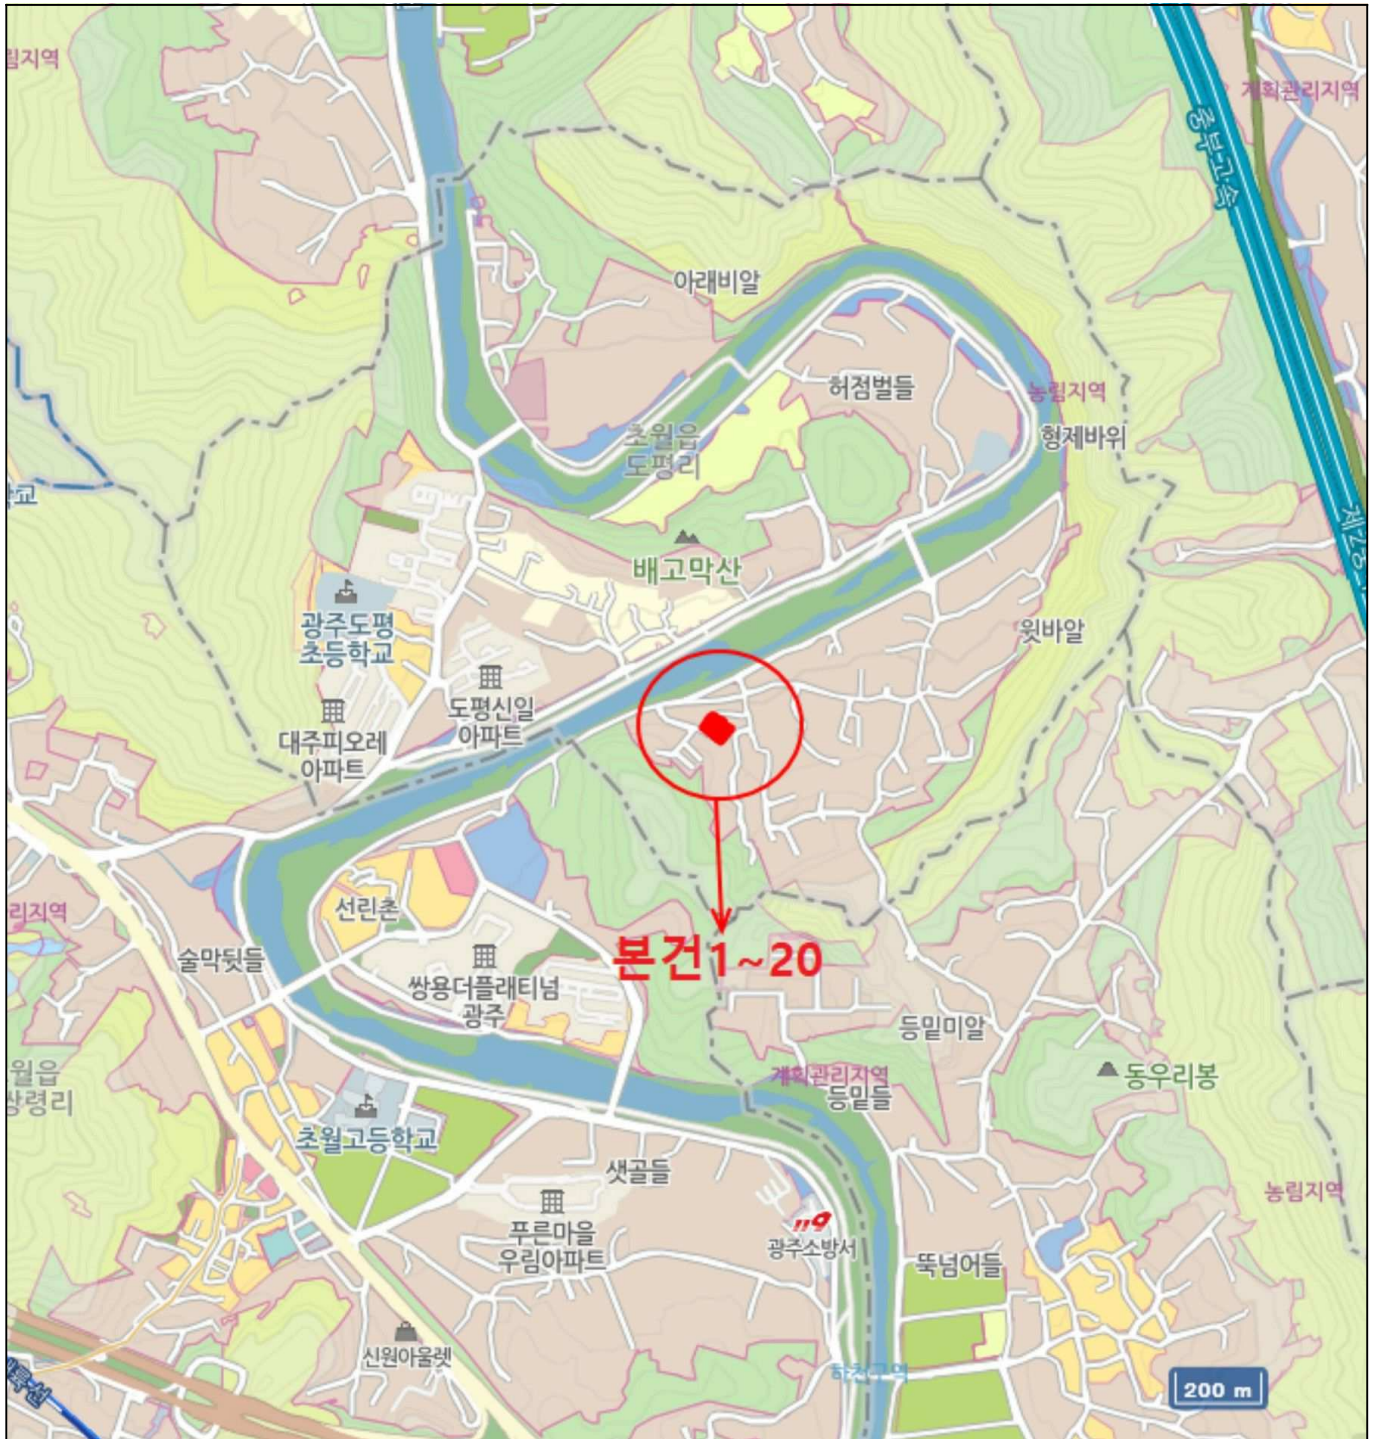 림지역
계획관리지역
중부고속
아래비알
허점벌들
농림지역
형제바위
초월읍
도평리
교
배고막산
광주도평
초등학교
윗바알
도평신일
아파트
대주피오레
아파트
본건1~20
선린촌
리지역
술막뒷들
쌍용더플래티넘
광주
등밑미알
월읍
쌍령리
계획관리지역
등밑들
동우리봉
초월고등학교
샛골들
농림지역
푸른마을
우림아파트
119
광주소방서
뚝넘어들
신원아울렛
하천구역
200 m